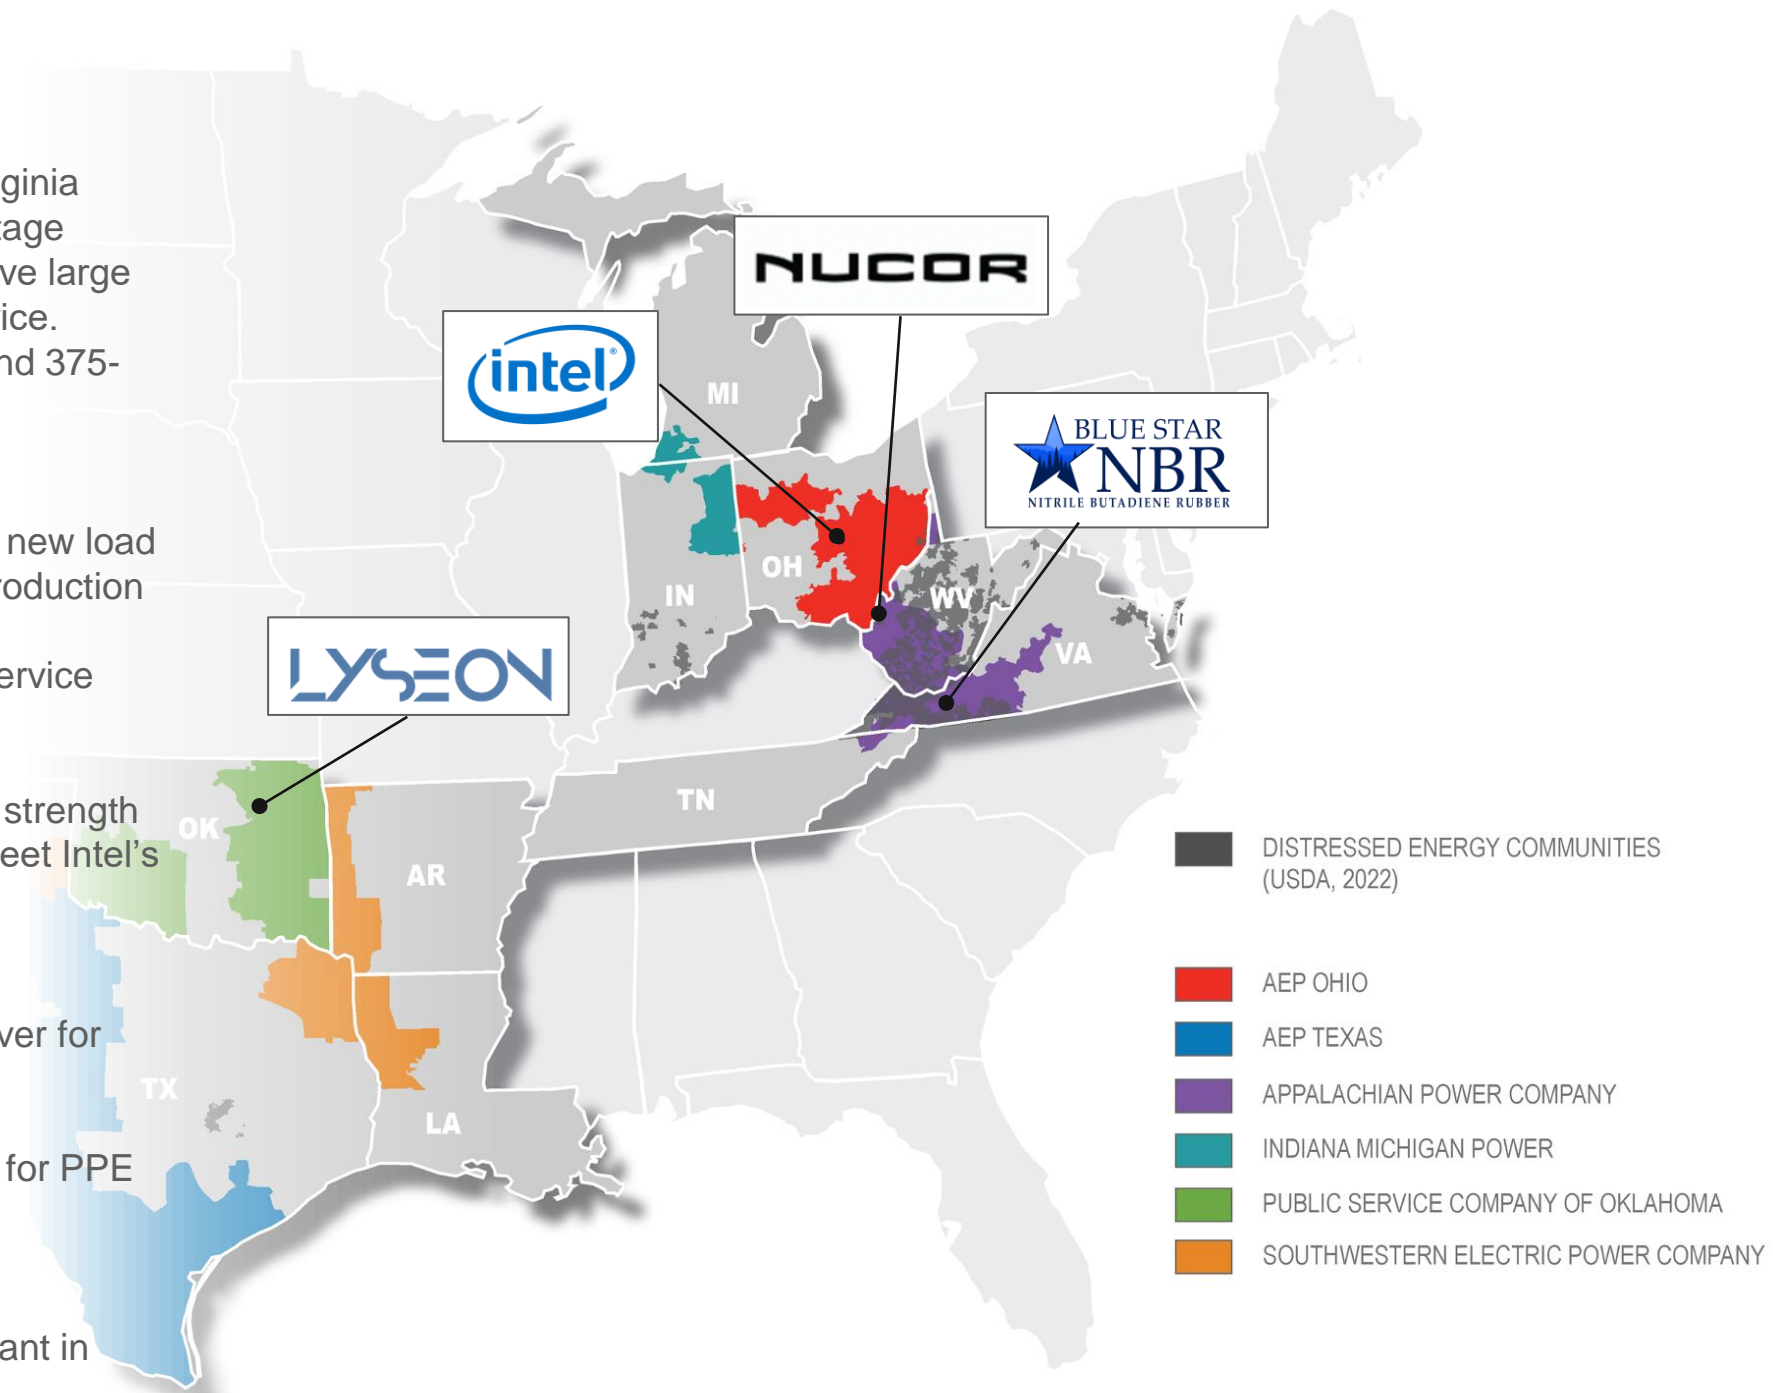 ginia
tage
ve large
vice.
nd 375-
new load
roduction
ervice
strength
eet Intel's
ver for
for PPE
ant in
NUCOR
intel®
BLUE STAR
NBR
NITRILE BUTADIENE RUBBER
LYSEON
MI
OH
IN
WV
VA
OK
AR
TN
TX
LA
DISTRESSED ENERGY COMMUNITIES
(USDA, 2022)
AEP OHIO
AEP TEXAS
APPALACHIAN POWER COMPANY
INDIANA MICHIGAN POWER
PUBLIC SERVICE COMPANY OF OKLAHOMA
SOUTHWESTERN ELECTRIC POWER COMPANY